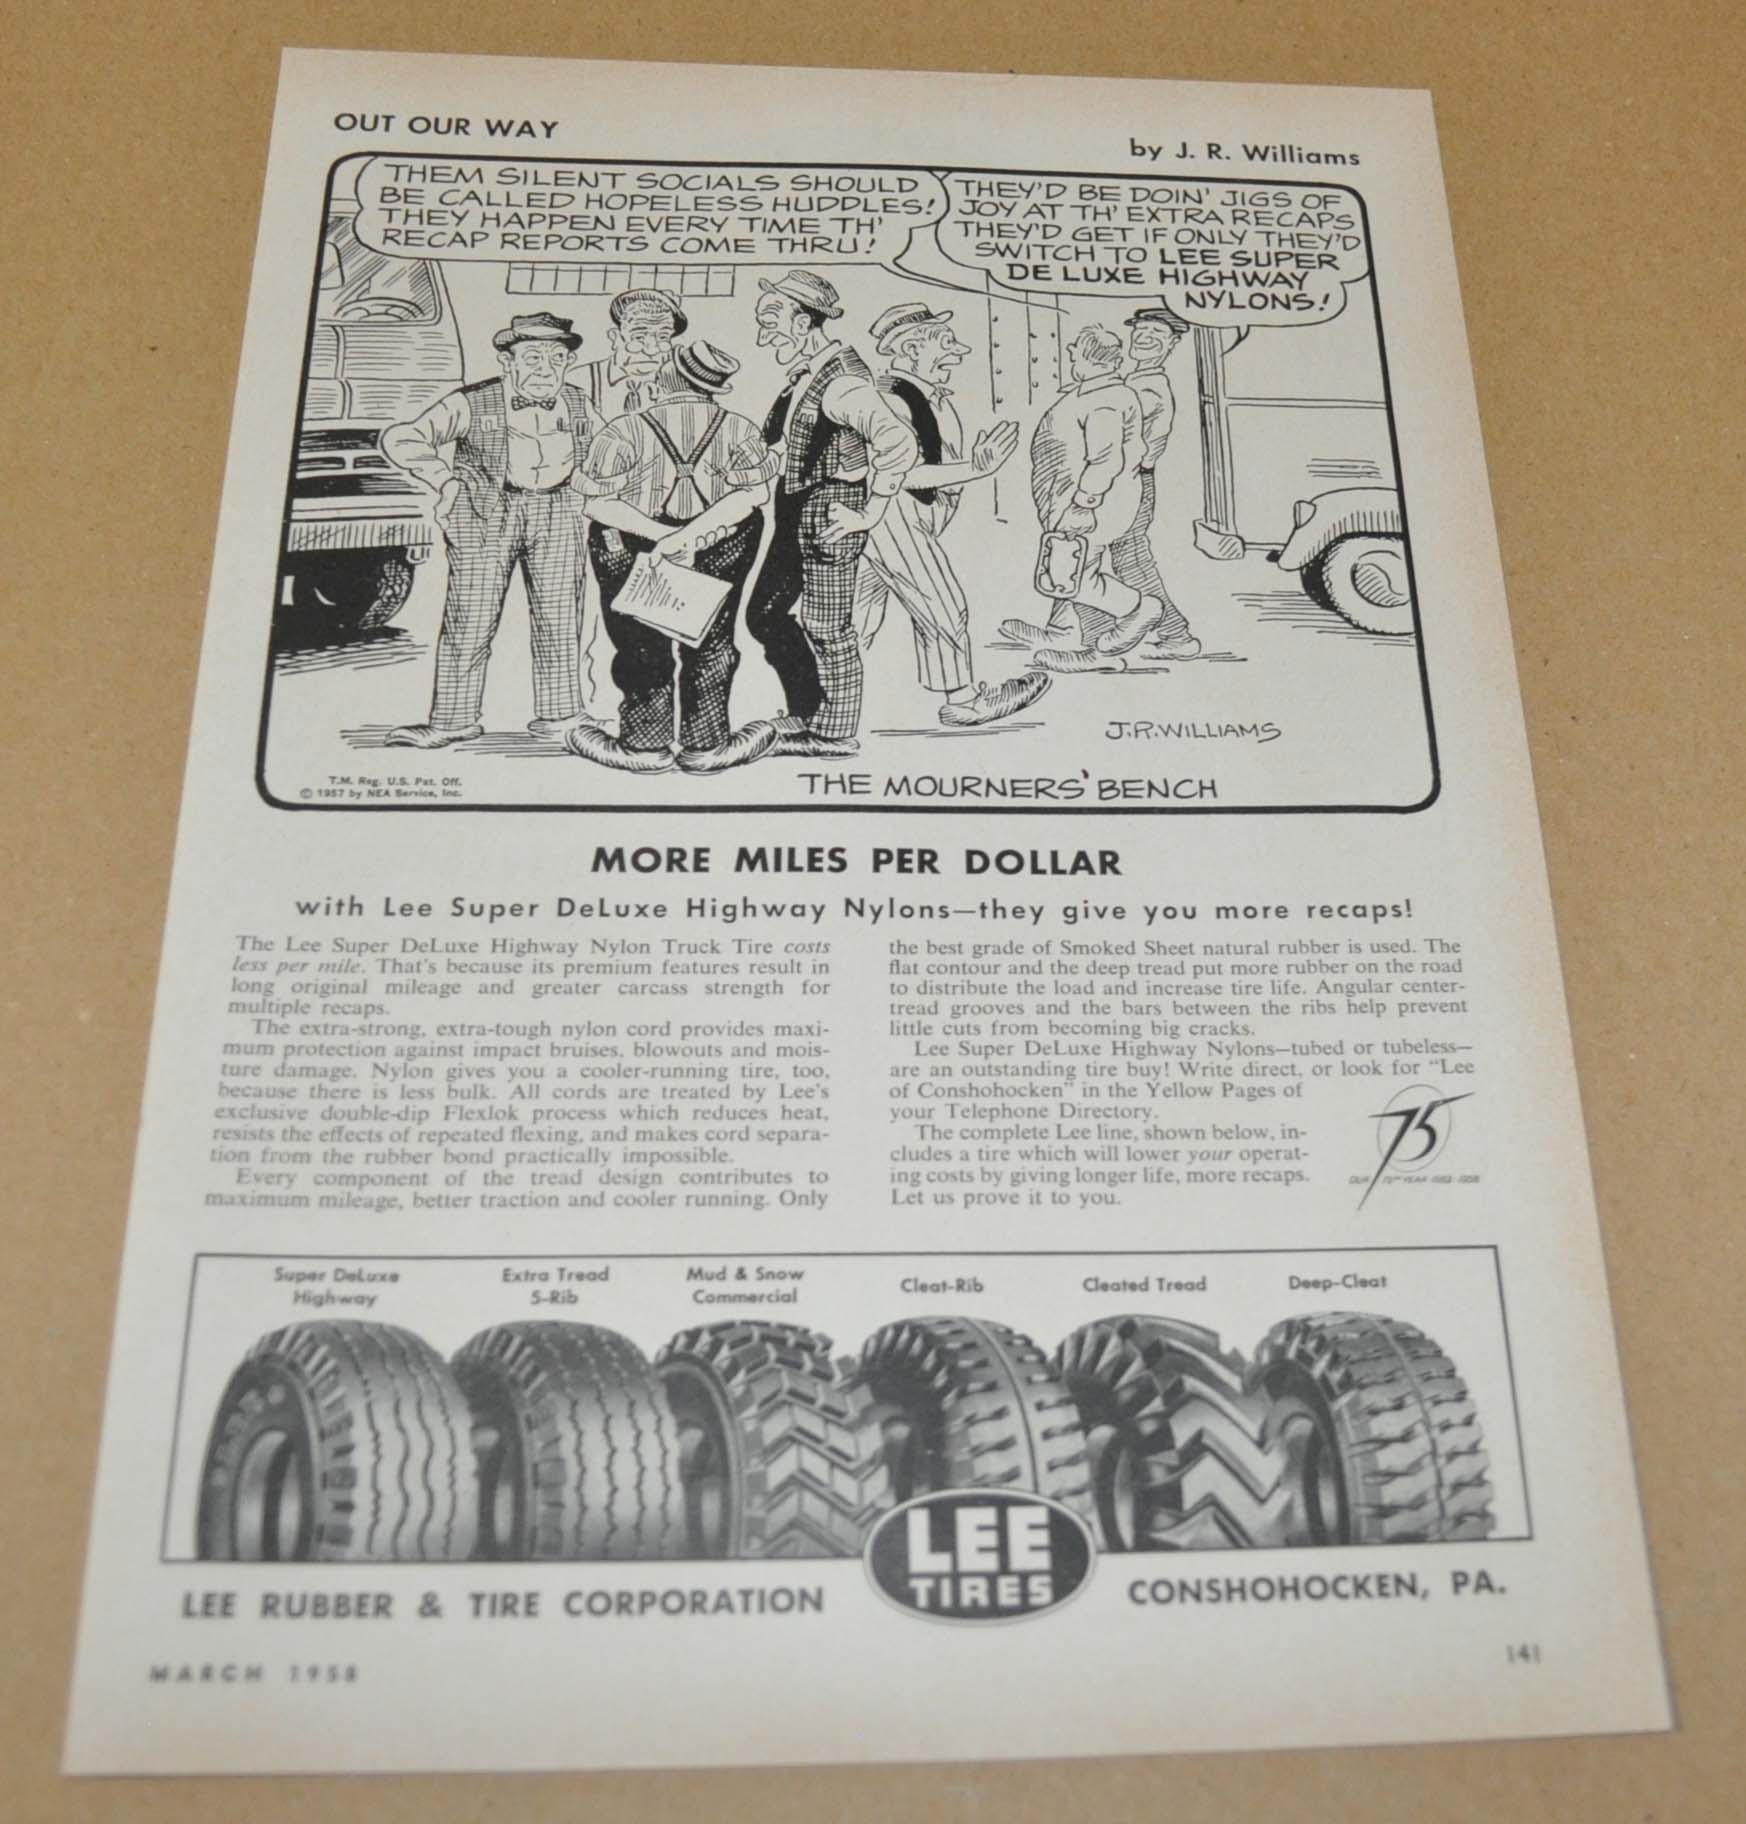 OUT OUR WAY
by J. R. Williams
THEM SILENT SOCIALS SHOULD
BE CALLED HOPELESS HUDDLES!
THEY HAPPEN EVERY TIME TH'
RECAP REPORTS COME THRU!
THEY'D BE DOIN' JIGS OF
JOY AT TH' EXTRA RECAPS
THEY'D GET IF ONLY THEY'D
SWITCH TO LEE SUPER
DE LUXE HIGHWAY
NYLONS!
J.R.WILLIAMS
T.M. Reg. U.S. Pat. Off.
© 1957 by NEA Service, Inc.
THE MOURNERS' BENCH
MORE MILES PER DOLLAR
with Lee Super DeLuxe Highway Nylons—they give you more recaps!
The Lee Super DeLuxe Highway Nylon Truck Tire costs
less per mile. That's because its premium features result in
long original mileage and greater carcass strength for
multiple recaps.
The extra-strong, extra-tough nylon cord provides maxi-
mum protection against impact bruises, blowouts and mois-
ture damage. Nylon gives you a cooler-running tire, too,
because there is less bulk. All cords are treated by Lee's
exclusive double-dip Flexlok process which reduces heat,
resists the effects of repeated flexing, and makes cord separa-
tion from the rubber bond practically impossible.
Every component of the tread design contributes to
maximum mileage, better traction and cooler running. Only
the best grade of Smoked Sheet natural rubber is used. The
flat contour and the deep tread put more rubber on the road
to distribute the load and increase tire life. Angular center-
tread grooves and the bars between the ribs help prevent
little cuts from becoming big cracks.
Lee Super DeLuxe Highway Nylons—tubed or tubeless—
are an outstanding tire buy! Write direct, or look for "Lee
of Conshohocken" in the Yellow Pages of
your Telephone Directory.
The complete Lee line, shown below, in-
cludes a tire which will lower your operat-
ing costs by giving longer life, more recaps.
Let us prove it to you.
75
OUR 75TH YEAR 1883-1958
Super DeLuxe
Highway
Extra Tread
5-Rib
Mud & Snow
Commercial
Cleat-Rib
Cleated Tread
Deep-Cleat
LEE
TIRES
LEE RUBBER & TIRE CORPORATION
CONSHOHOCKEN, PA.
MARCH 1958
141